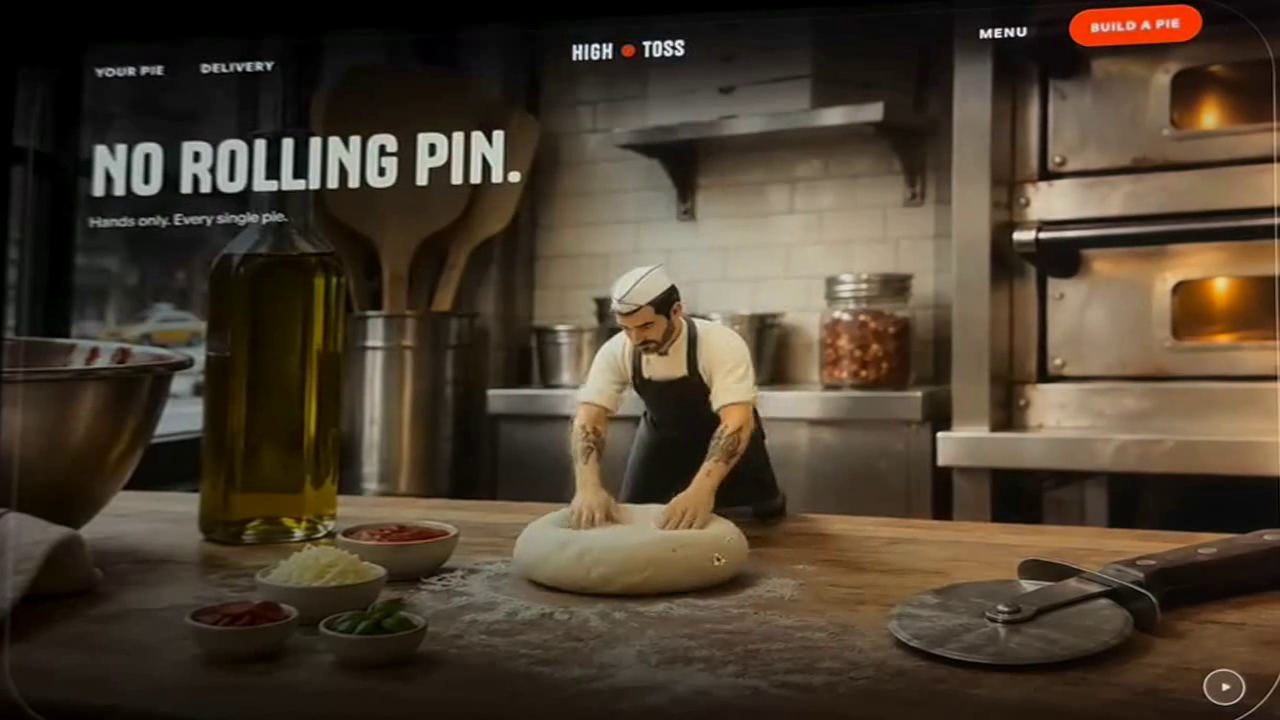 YOUR PIE
DELIVERY
HIGH TOSS
MENU
BUILD A PIE
NO ROLLING PIN.
Hands only. Every single pie.